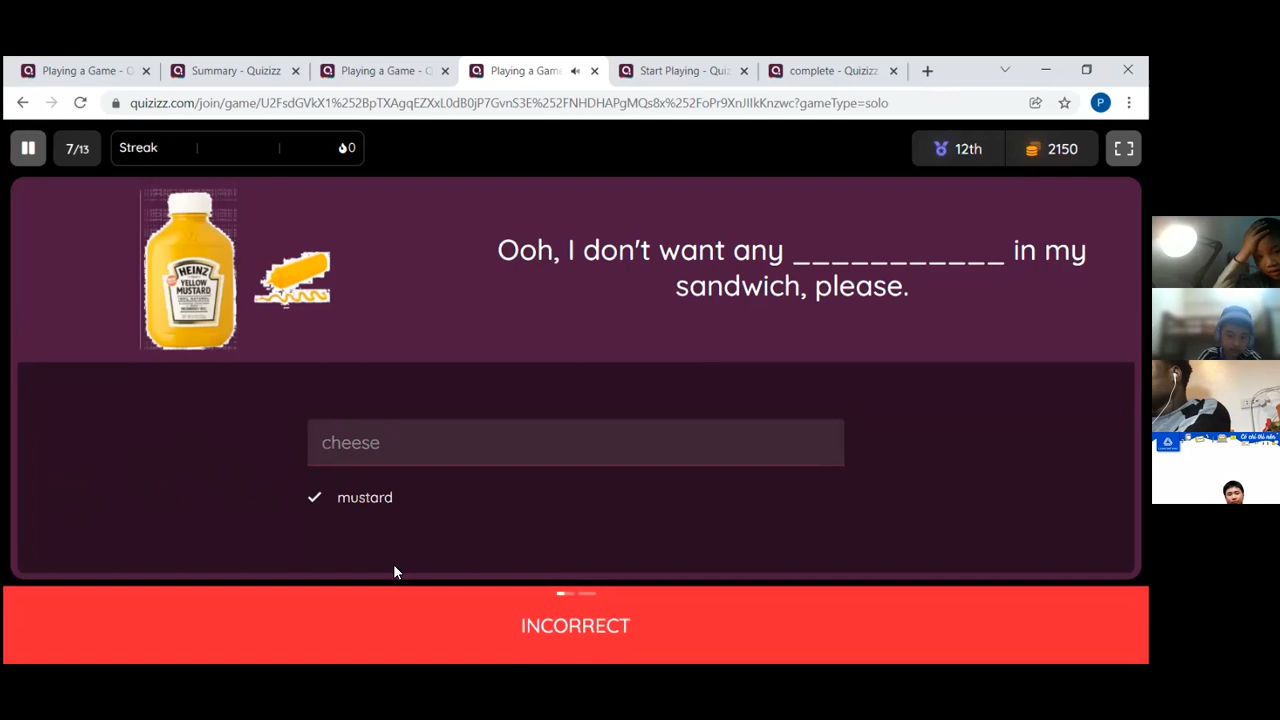 Playing a Game - Q
Summary - Quizizz
Playing a Game - Q
Playing a Game
Start Playing - Quiz
complete - Quizizz
quizizz.com/join/game/U2FsdGVkX1%252BpTXAgqEZXxL0dB0jP7GvnS3E%252FNHDHAPgMQs8x%252FoPr9XnJIIkKnzwc?gameType=solo
P
7/13
Streak
0
12th
2150
HEINZ
YELLOW
MUSTARD
Ooh, I don't want any ___________ in my
sandwich, please.
cheese
mustard
INCORRECT